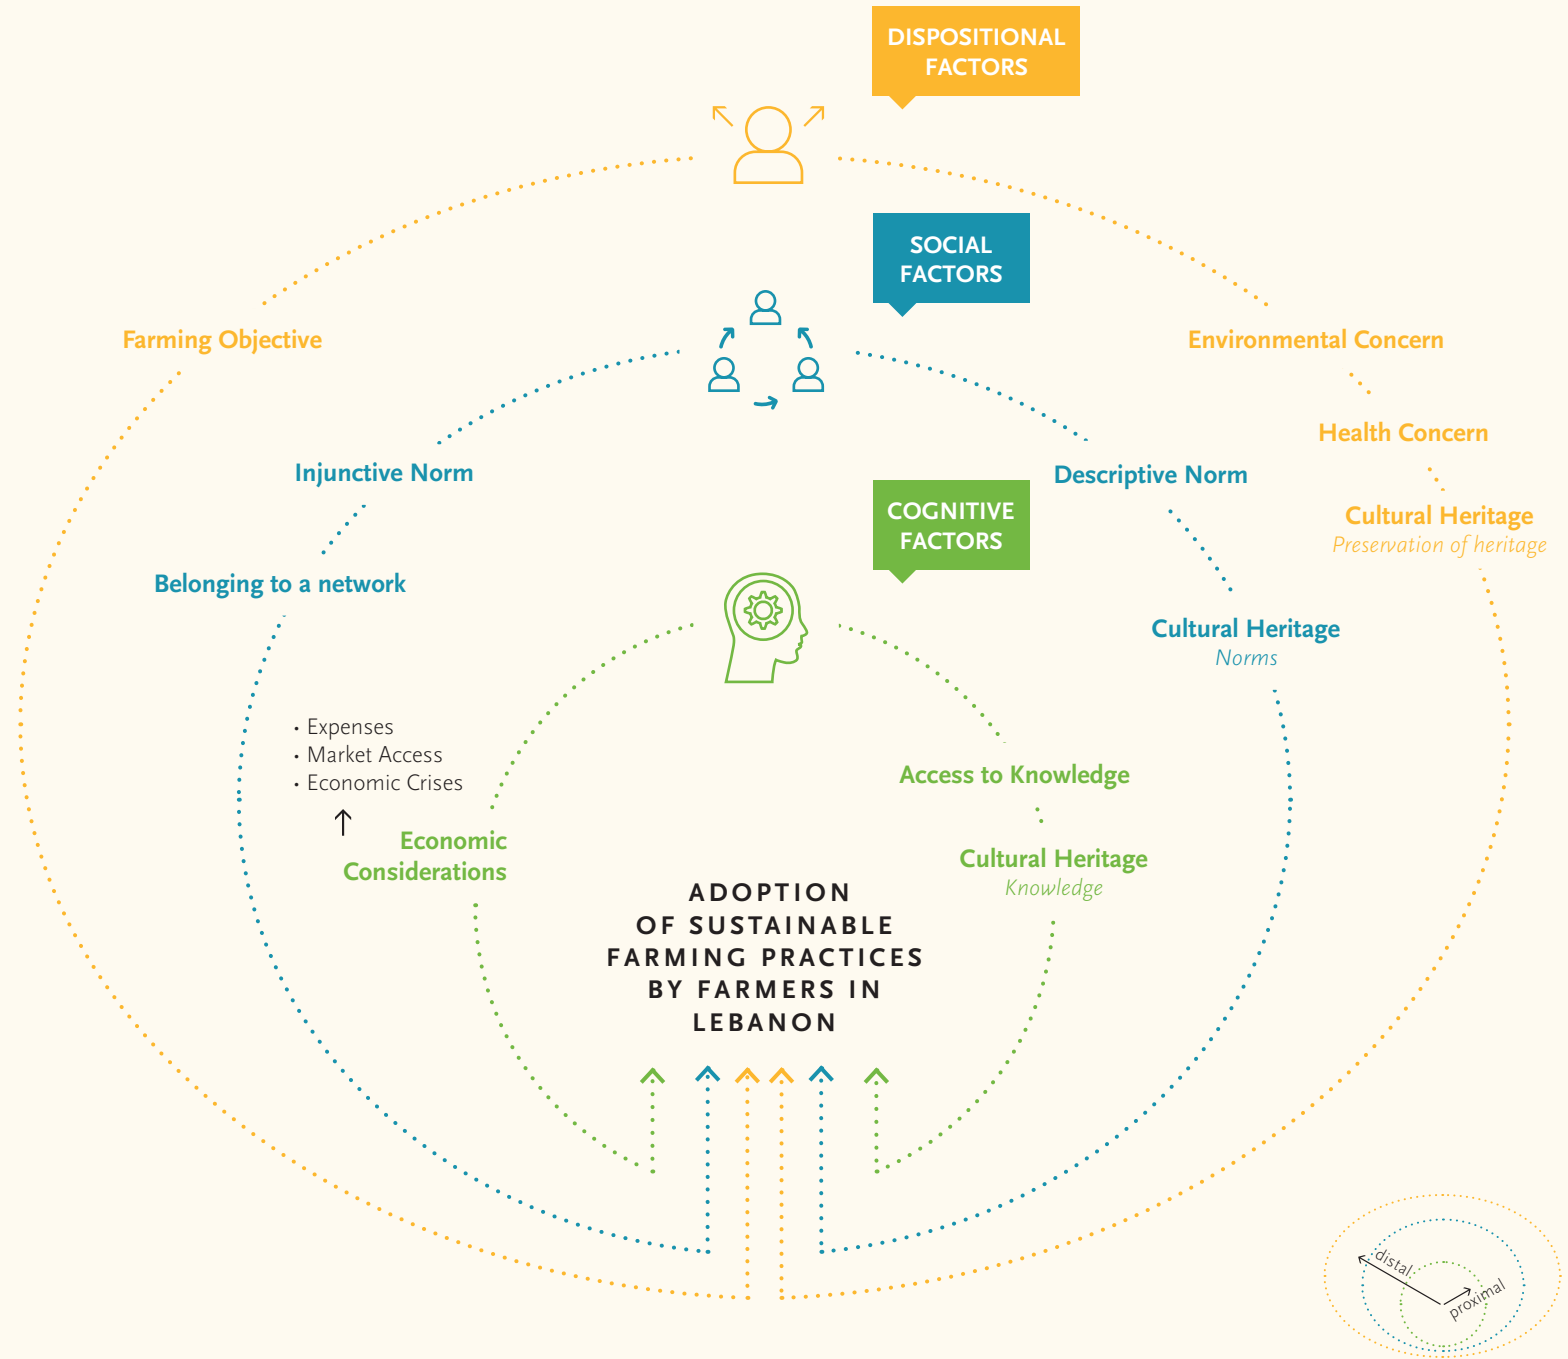 DISPOSITIONAL
FACTORS
SOCIAL
FACTORS
Farming Objective
Environmental Concern
Health Concern
Injunctive Norm
Descriptive Norm
COGNITIVE
FACTORS
Cultural Heritage
Preservation of heritage
Belonging to a network
Cultural Heritage
Norms
• Expenses
• Market Access
• Economic Crises
Access to Knowledge
Economic
Considerations
Cultural Heritage
Knowledge
ADOPTION
OF SUSTAINABLE
FARMING PRACTICES
BY FARMERS IN
LEBANON
distal
proximal